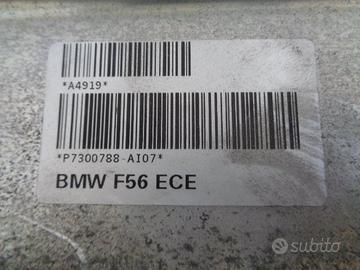 *A4919*
*P7300788-AI07*
BMW F56 ECE
subito